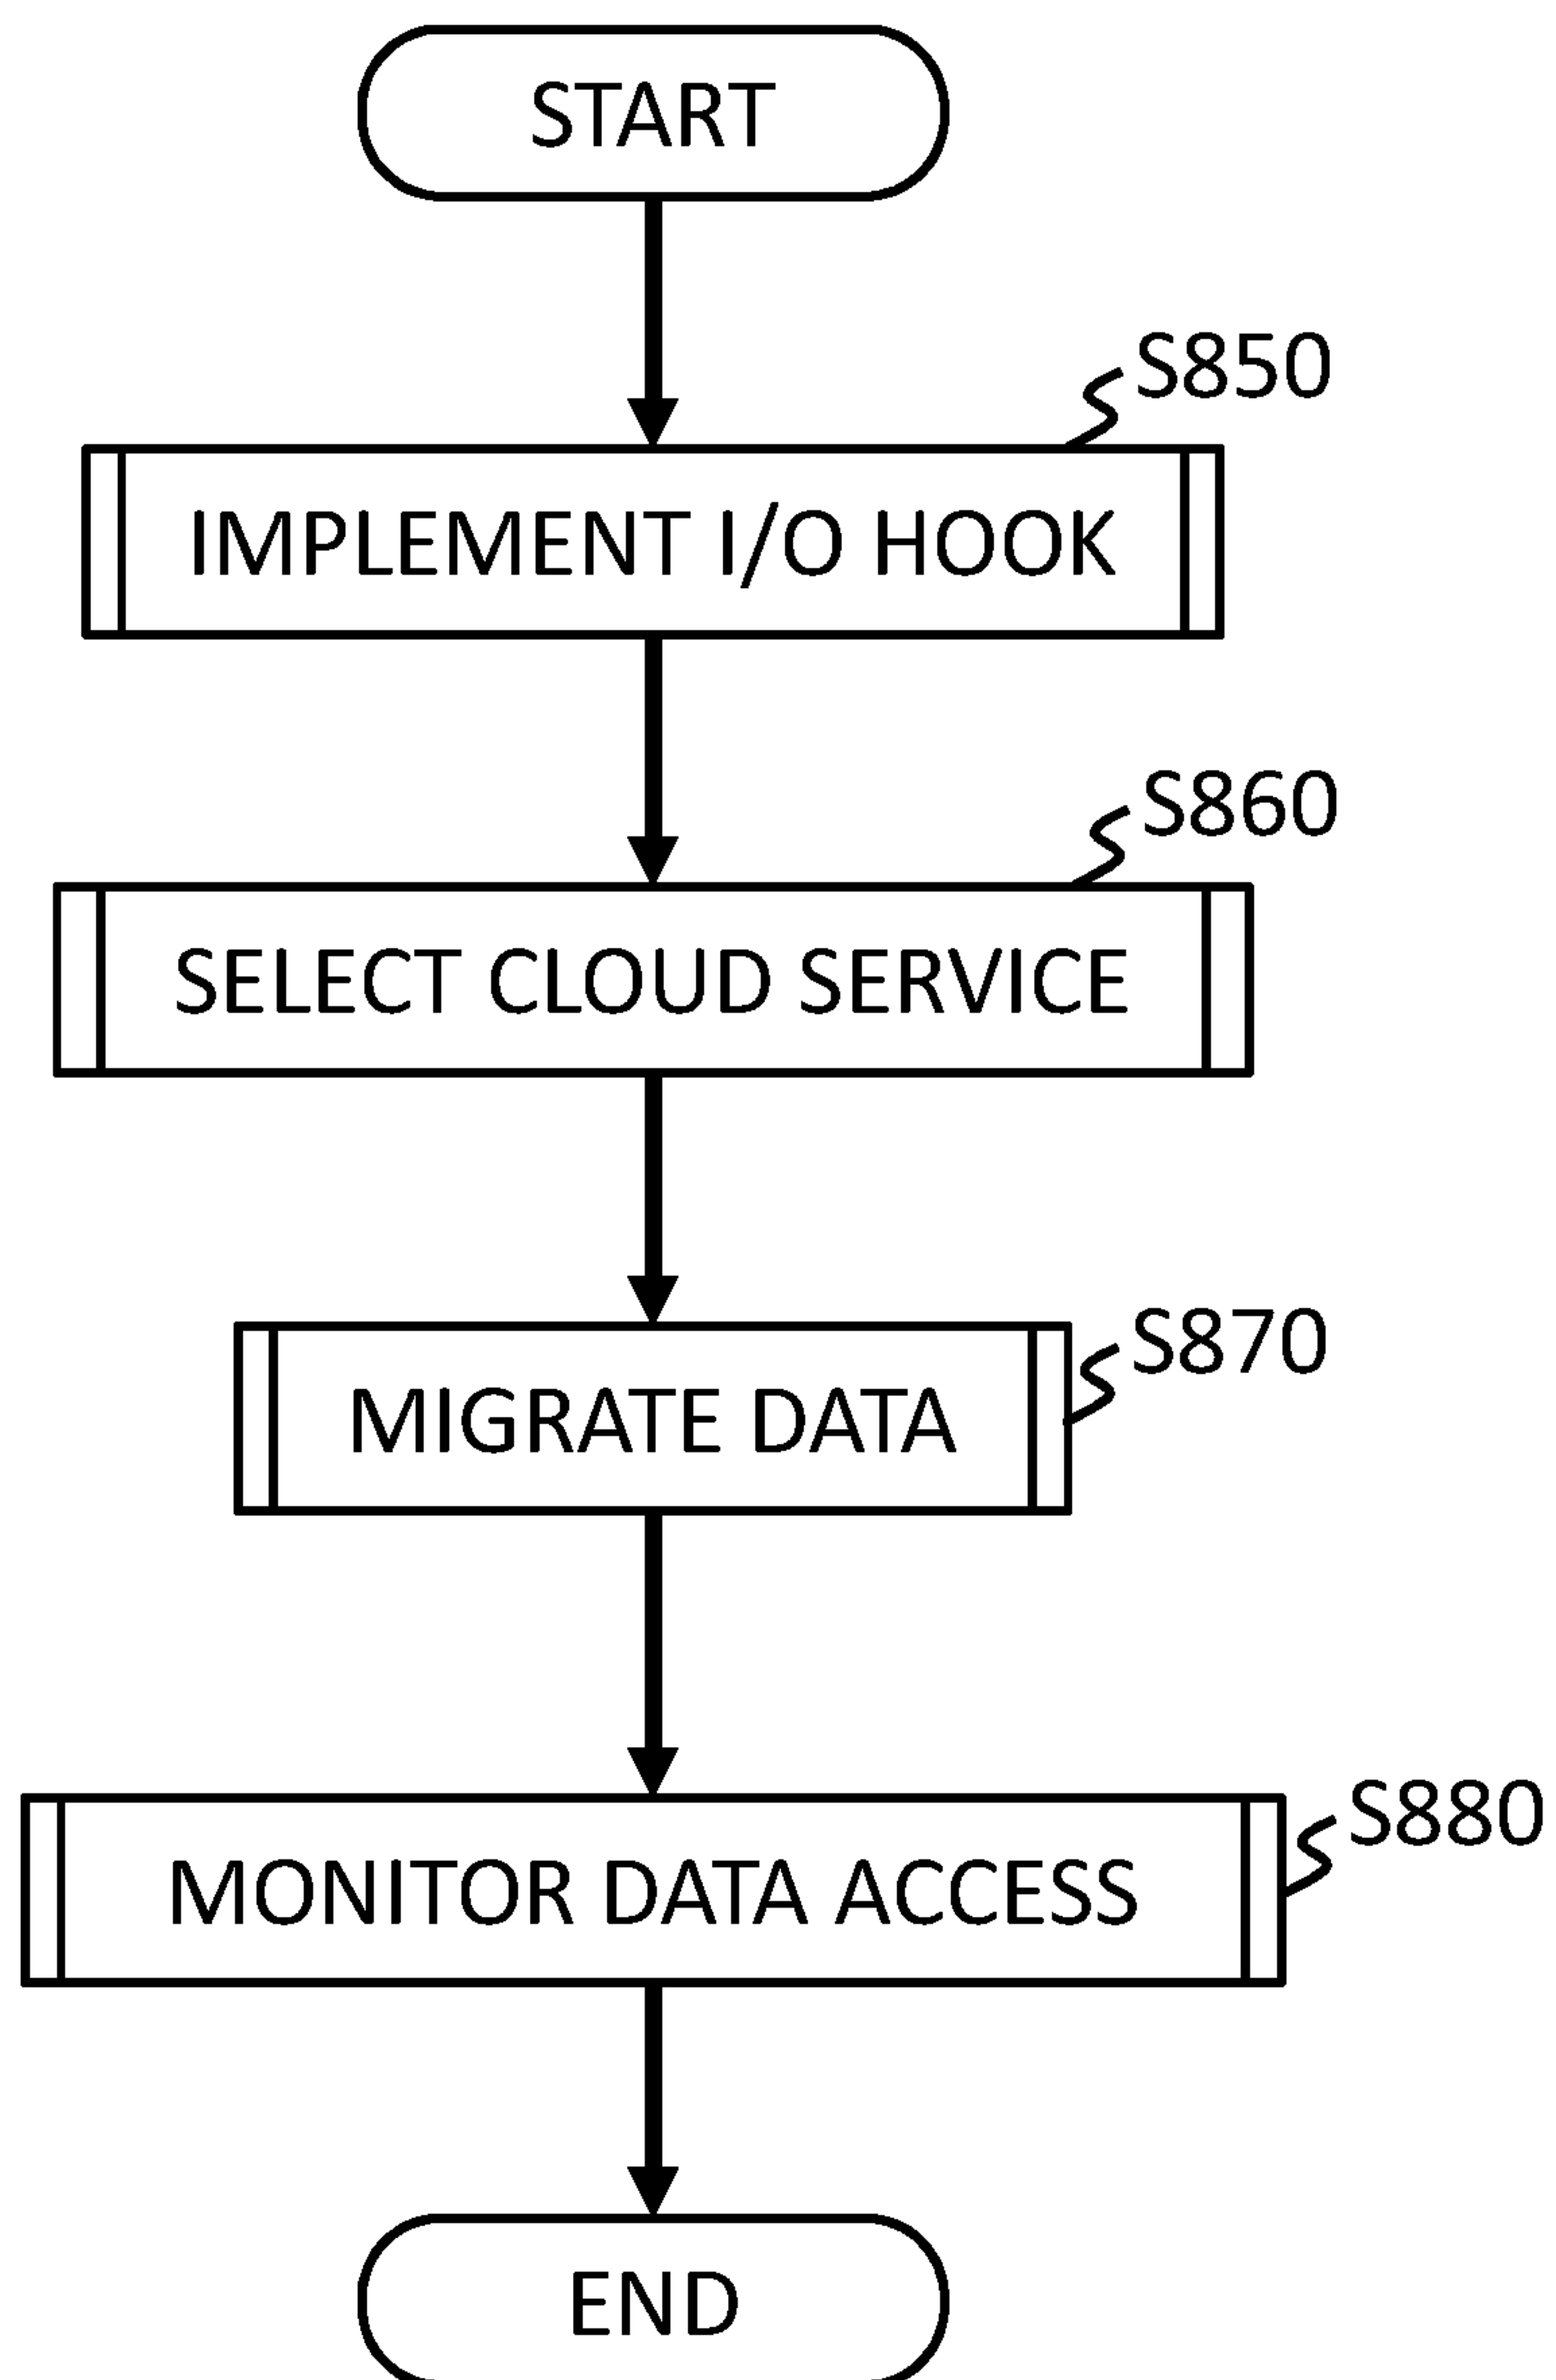 START
S850
IMPLEMENT I/O HOOK
S860
SELECT CLOUD SERVICE
S870
MIGRATE DATA
S880
MONITOR DATA ACCESS
END